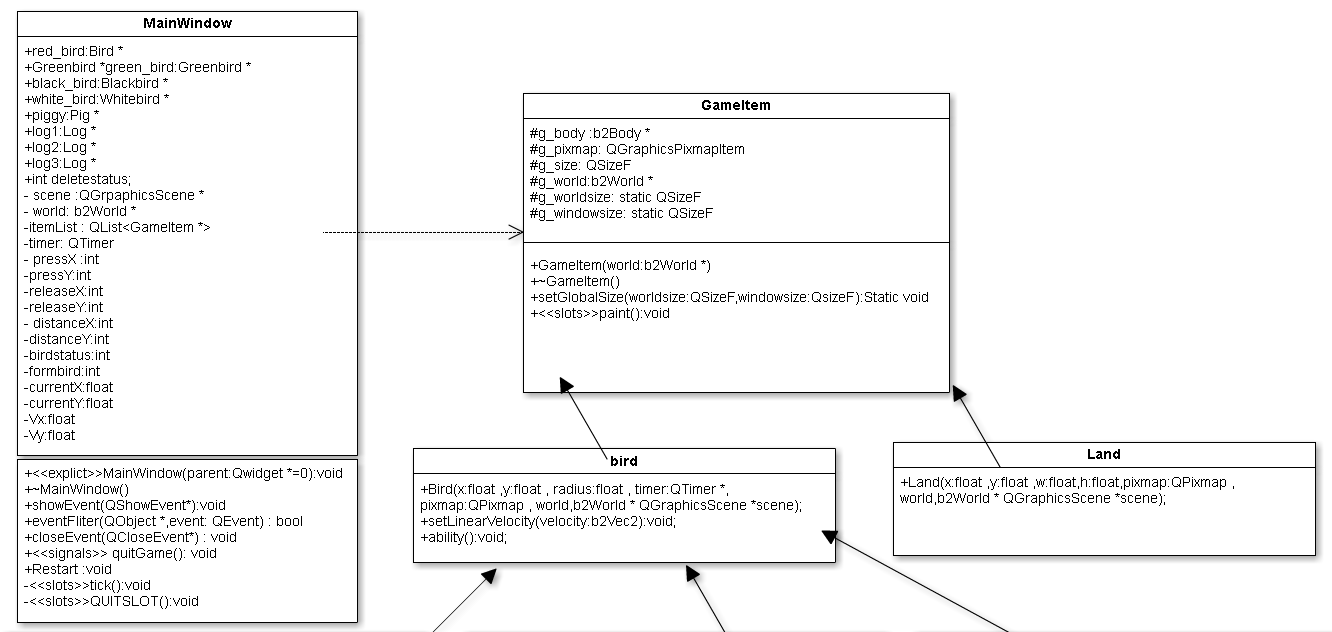 MainWindow
+red_bird:Bird *
+Greenbird *green_bird:Greenbird *
+black_bird:Blackbird *
+white_bird:Whitebird *
+piggy:Pig *
+log1:Log *
+log2:Log *
+log3:Log *
+int deletestatus;
- scene :QGrpaphicsScene *
- world: b2World *
-itemList : QList<GameItem *>
-timer: QTimer
- pressX :int
-pressY:int
-releaseX:int
-releaseY:int
- distanceX:int
-distanceY:int
-birdstatus:int
-formbird:int
-currentX:float
-currentY:float
-Vx:float
-Vy:float
+<<explict>>MainWindow(parent:Qwidget *=0):void
+~MainWindow()
+showEvent(QShowEvent*):void
+eventFliter(QObject *,event: QEvent) : bool
+closeEvent(QCloseEvent*) : void
+<<signals>> quitGame(): void
+Restart :void
-<<slots>>tick():void
-<<slots>>QUITSLOT():void
GameItem
#g_body :b2Body *
#g_pixmap: QGraphicsPixmapItem
#g_size: QSizeF
#g_world:b2World *
#g_worldsize: static QSizeF
#g_windowsize: static QSizeF
+GameItem(world:b2World *)
+~GameItem()
+setGlobalSize(worldsize:QSizeF,windowsize:QsizeF):Static void
+<<slots>>paint():void
bird
+Bird(x:float ,y:float , radius:float , timer:QTimer *,
pixmap:QPixmap , world,b2World * QGraphicsScene *scene);
+setLinearVelocity(velocity:b2Vec2):void;
+ability():void;
Land
+Land(x:float ,y:float ,w:float,h:float,pixmap:QPixmap ,
world,b2World * QGraphicsScene *scene);